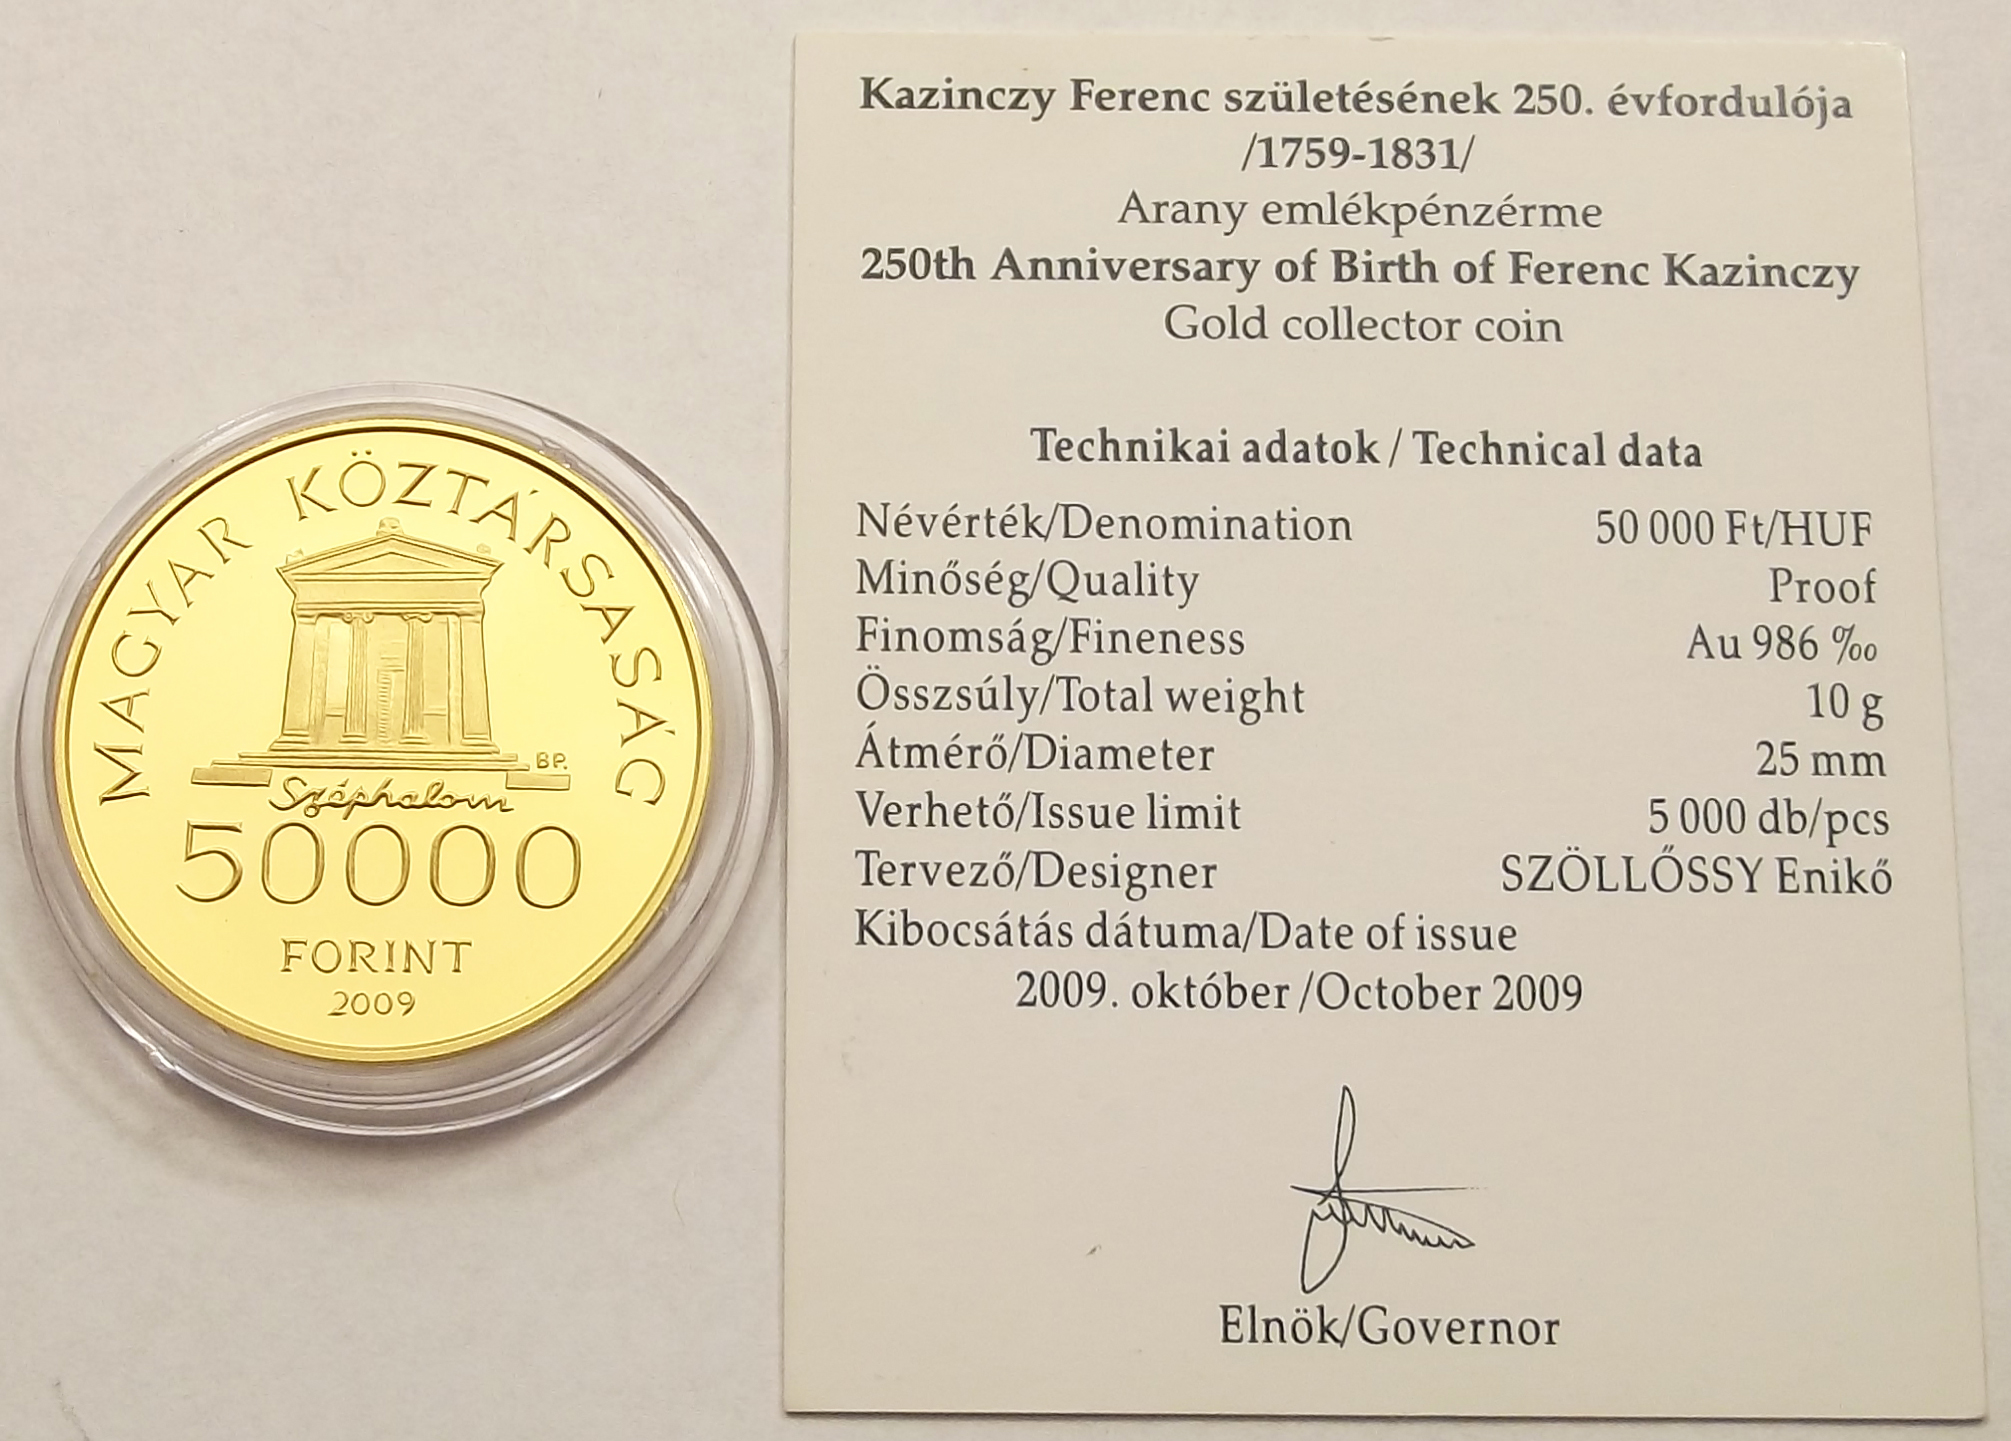 MAGYAR KÖZTÁRSASÁG
BP.
Széphalom
50000
FORINT
2009
Kazinczy Ferenc születésének 250. évfordulója
/1759-1831/
Arany emlékpénzérme
250th Anniversary of Birth of Ferenc Kazinczy
Gold collector coin
Technikai adatok / Technical data
Névérték/Denomination 50 000 Ft/HUF
Minőség/Quality Proof
Finomság/Fineness Au 986 ‰
Összsúly/Total weight 10 g
Átmérő/Diameter 25 mm
Verhető/Issue limit 5 000 db/pcs
Tervező/Designer SZÖLLŐSSY Enikő
Kibocsátás dátuma/Date of issue
2009. október /October 2009
Elnök/Governor